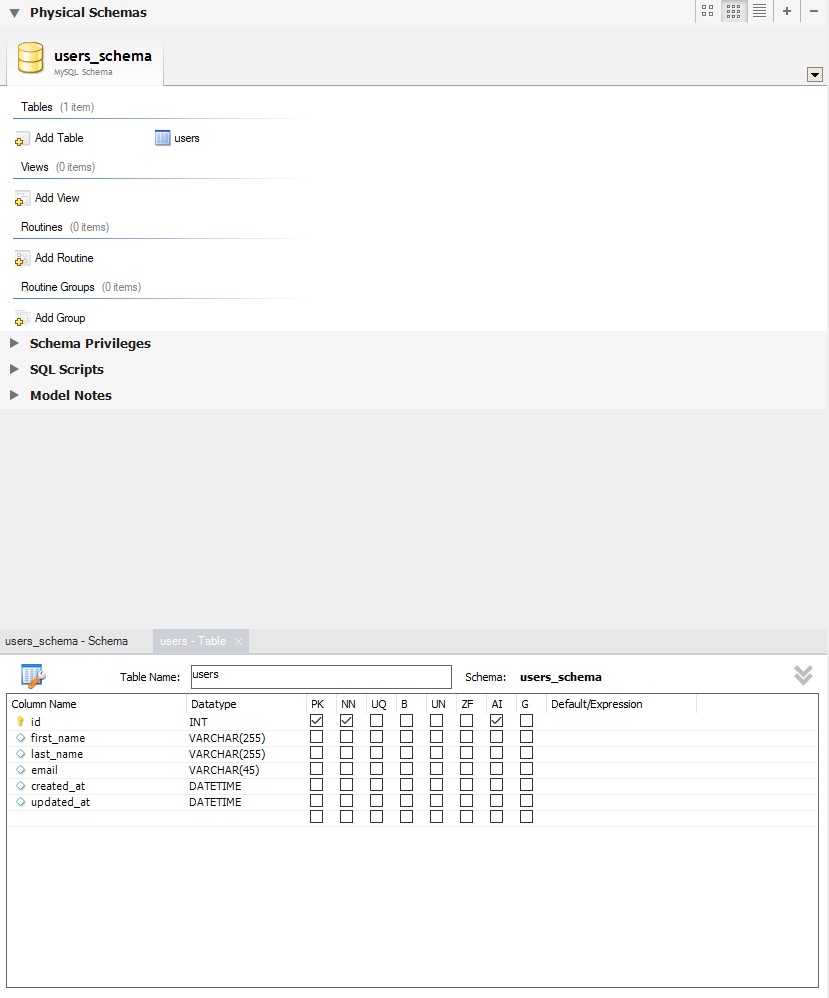 Physical Schemas
users_schema
MySQL Schema
Tables (1 item)
Add Table users
Views (0 items)
Add View
Routines (0 items)
Add Routine
Routine Groups (0 items)
Add Group
Schema Privileges
SQL Scripts
Model Notes
users_schema - Schema users - Table
Table Name: users Schema: users_schema
Column Name Datatype PK NN UQ B UN ZF AI G Default/Expression
id INT
first_name VARCHAR(255)
last_name VARCHAR(255)
email VARCHAR(45)
created_at DATETIME
updated_at DATETIME